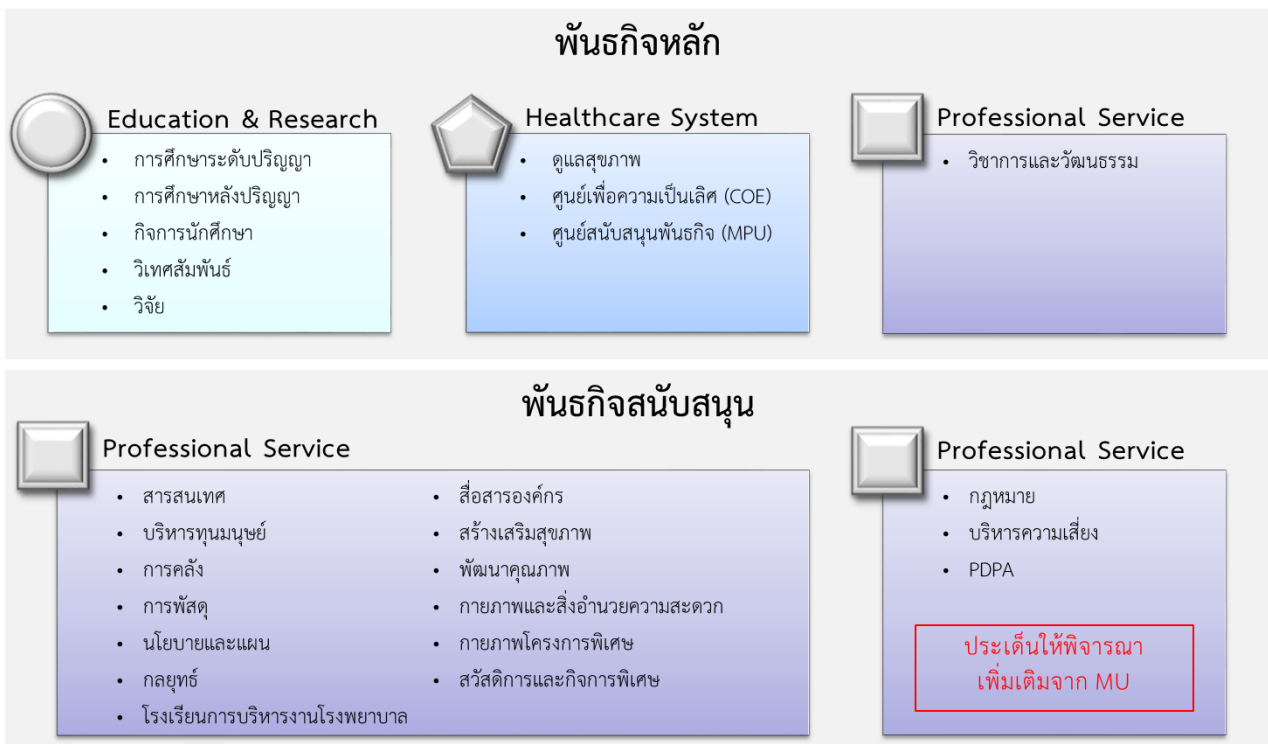 พันธกิจหลัก
Education & Research
• การศึกษาระดับปริญญา
• การศึกษาหลังปริญญา
• กิจการนักศึกษา
• วิเทศสัมพันธ์
• วิจัย
Healthcare System
• ดูแลสุขภาพ
• ศูนย์เพื่อความเป็นเลิศ (COE)
• ศูนย์สนับสนุนพันธกิจ (MPU)
Professional Service
• วิชาการและวัฒนธรรม
พันธกิจสนับสนุน
Professional Service
• สารสนเทศ
• บริหารทุนมนุษย์
• การคลัง
• การพัสดุ
• นโยบายและแผน
• กลยุทธ์
• โรงเรียนการบริหารงานโรงพยาบาล
• สื่อสารองค์กร
• สร้างเสริมสุขภาพ
• พัฒนาคุณภาพ
• กายภาพและสิ่งอำนวยความสะดวก
• กายภาพโครงการพิเศษ
• สวัสดิการและกิจการพิเศษ
Professional Service
• กฎหมาย
• บริหารความเสี่ยง
• PDPA
ประเด็นให้พิจารณา
เพิ่มเติมจาก MU